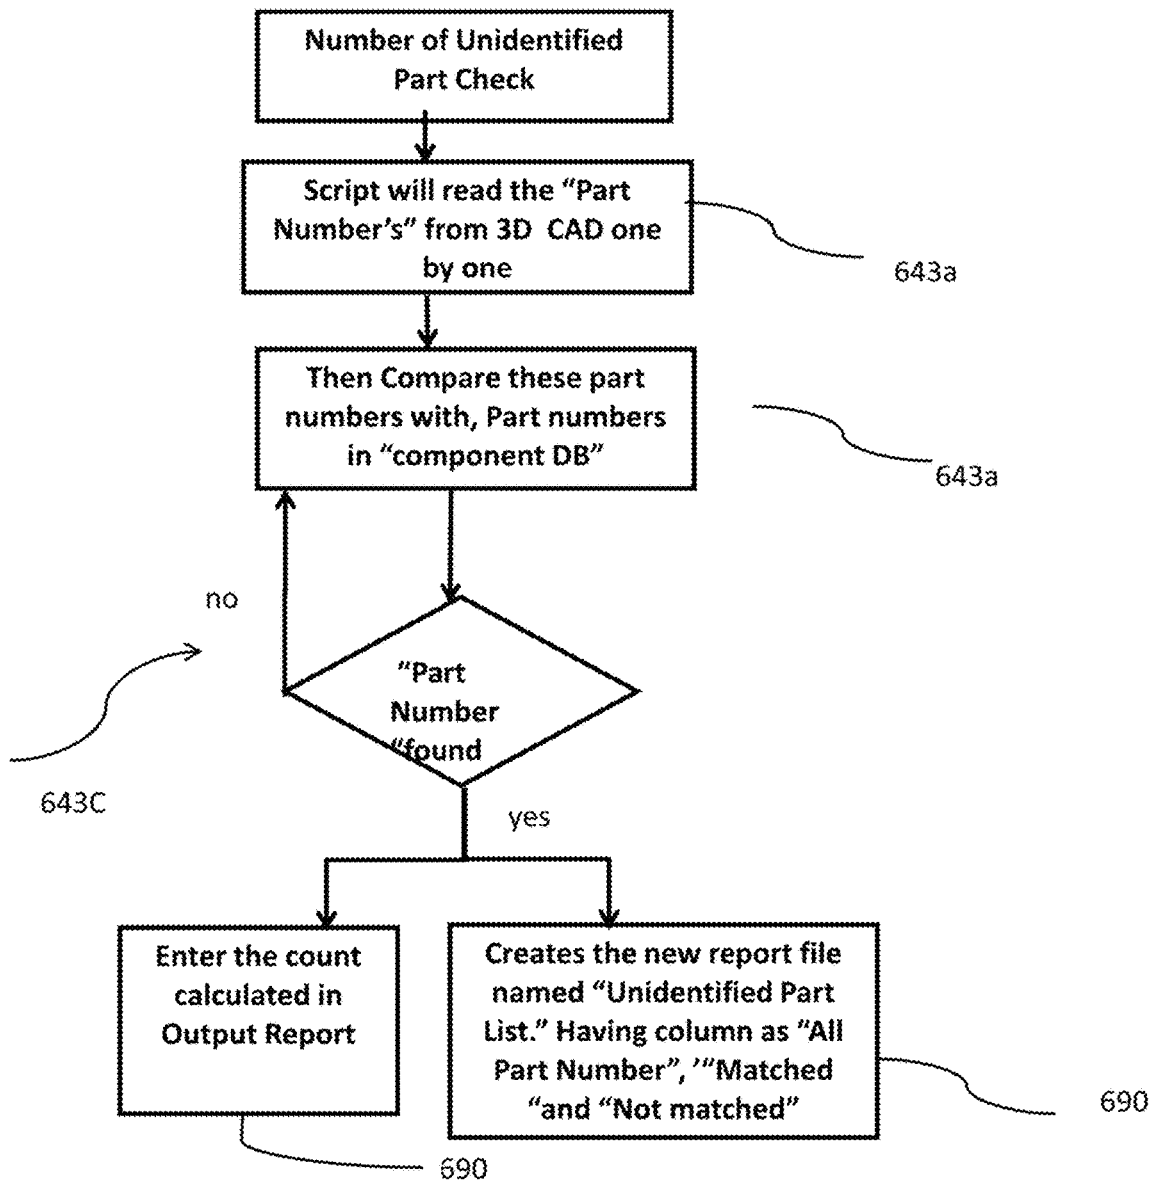 Number of Unidentified
Part Check
Script will read the “Part
Number’s” from 3D CAD one
by one
643a
Then Compare these part
numbers with, Part numbers
in “component DB”
643a
no
“Part
Number
“found
643C
yes
Enter the count
calculated in
Output Report
Creates the new report file
named “Unidentified Part
List.” Having column as “All
Part Number”, ’“Matched
“and “Not matched”
690
690